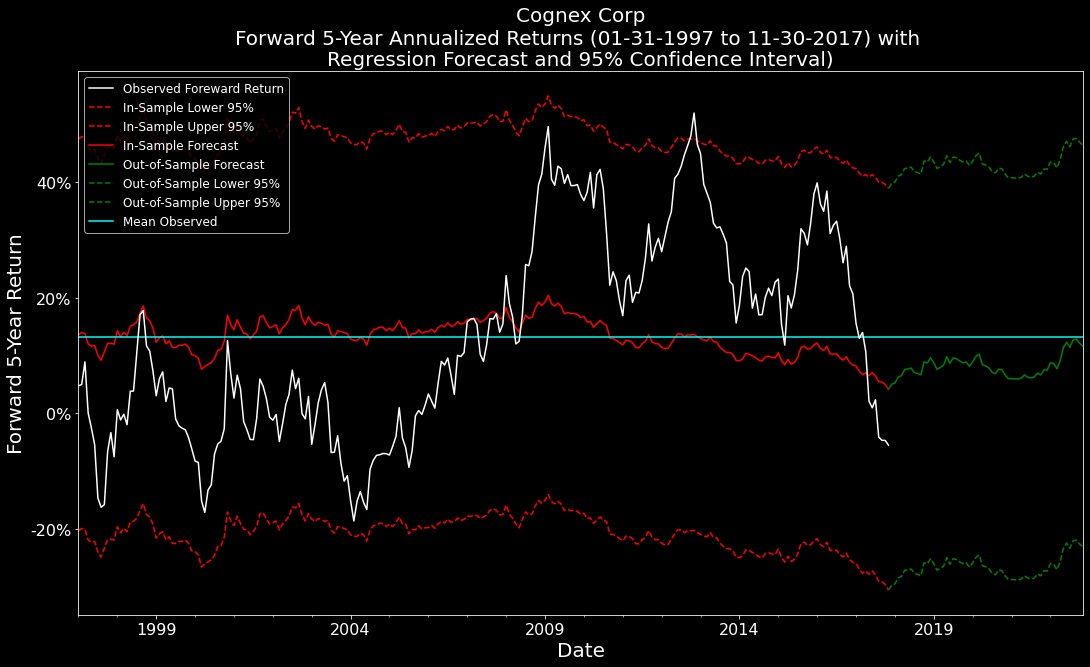 Cognex Corp
Forward 5-Year Annualized Returns (01-31-1997 to 11-30-2017) with
Regression Forecast and 95% Confidence Interval)
Observed Foreward Return
In-Sample Lower 95%
In-Sample Upper 95%
In-Sample Forecast
Out-of-Sample Forecast
Out-of-Sample Lower 95%
Out-of-Sample Upper 95%
Mean Observed
Forward 5-Year Return
40%
20%
0%
-20%
1999
2004
2009
2014
2019
Date